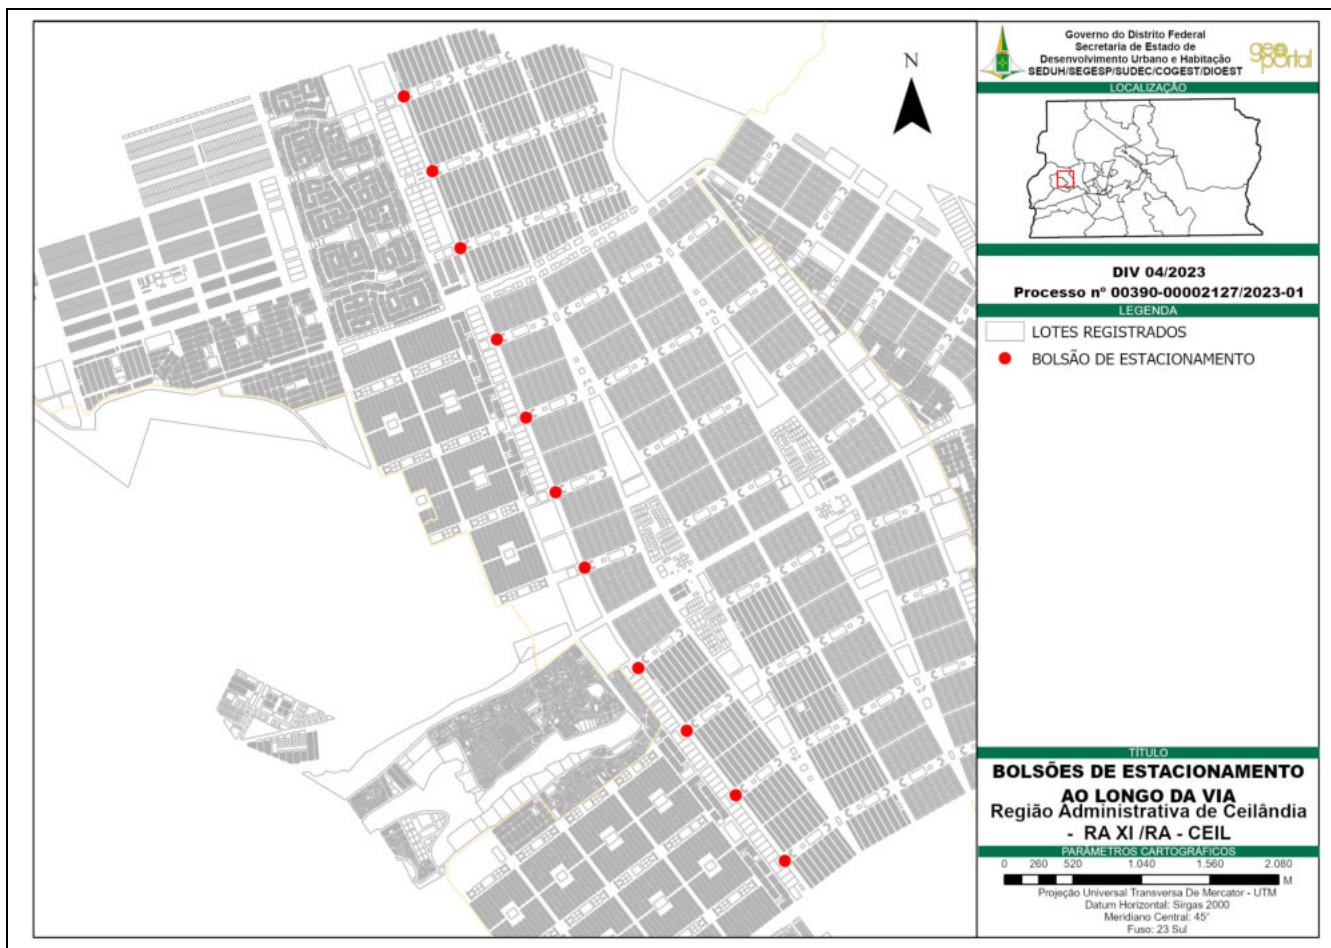 N
Governo do Distrito Federal
Secretaria de Estado de
Desenvolvimento Urbano e Habitação
SEDUH/SEGESP/SUDEC/COGEST/DIOEST
geo
portal
LOCALIZAÇÃO
DIV 04/2023
Processo nº 00390-00002127/2023-01
LEGENDA
LOTES REGISTRADOS
BOLSÃO DE ESTACIONAMENTO
TÍTULO
BOLSÕES DE ESTACIONAMENTO
AO LONGO DA VIA
Região Administrativa de Ceilândia
- RA XI /RA - CEIL
PARÂMETROS CARTOGRÁFICOS
0 260 520 1.040 1.560 2.080
M
Projeção Universal Transversa De Mercator - UTM
Datum Horizontal: Sirgas 2000
Meridiano Central: 45°
Fuso: 23 Sul